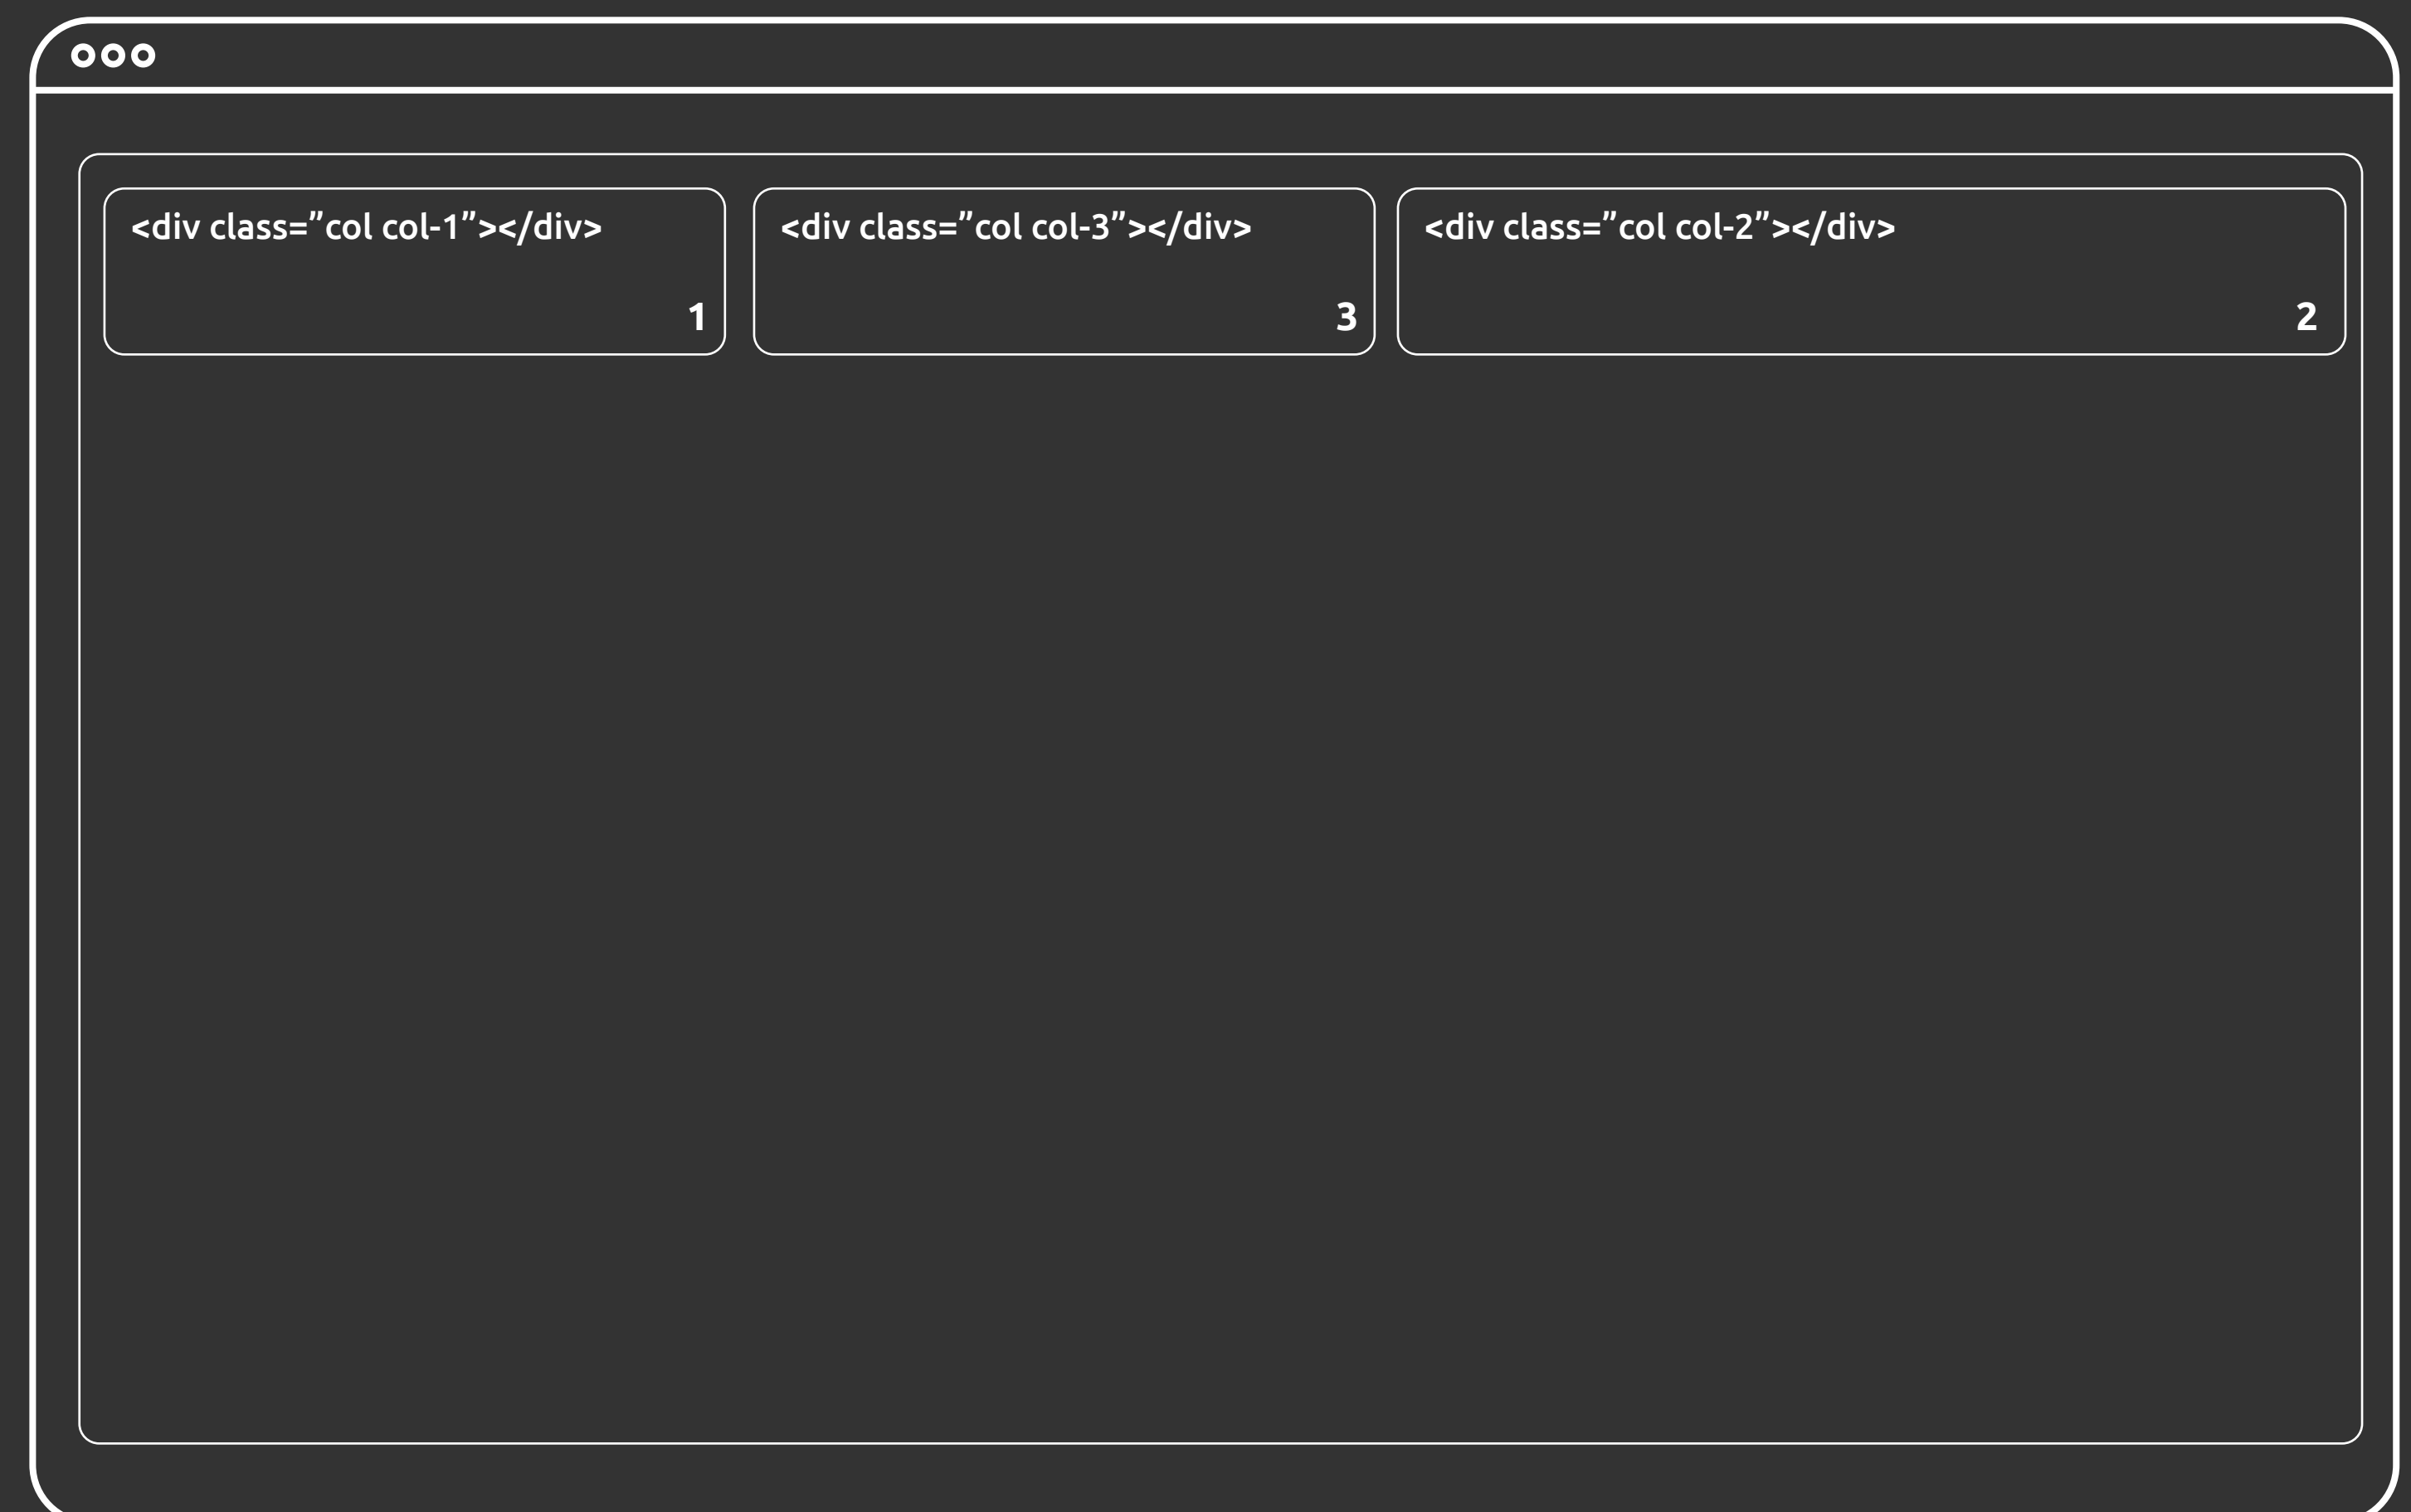 <div class=”col col-1”></div>
1
<div class=”col col-3”></div>
3
<div class=”col col-2”></div>
2